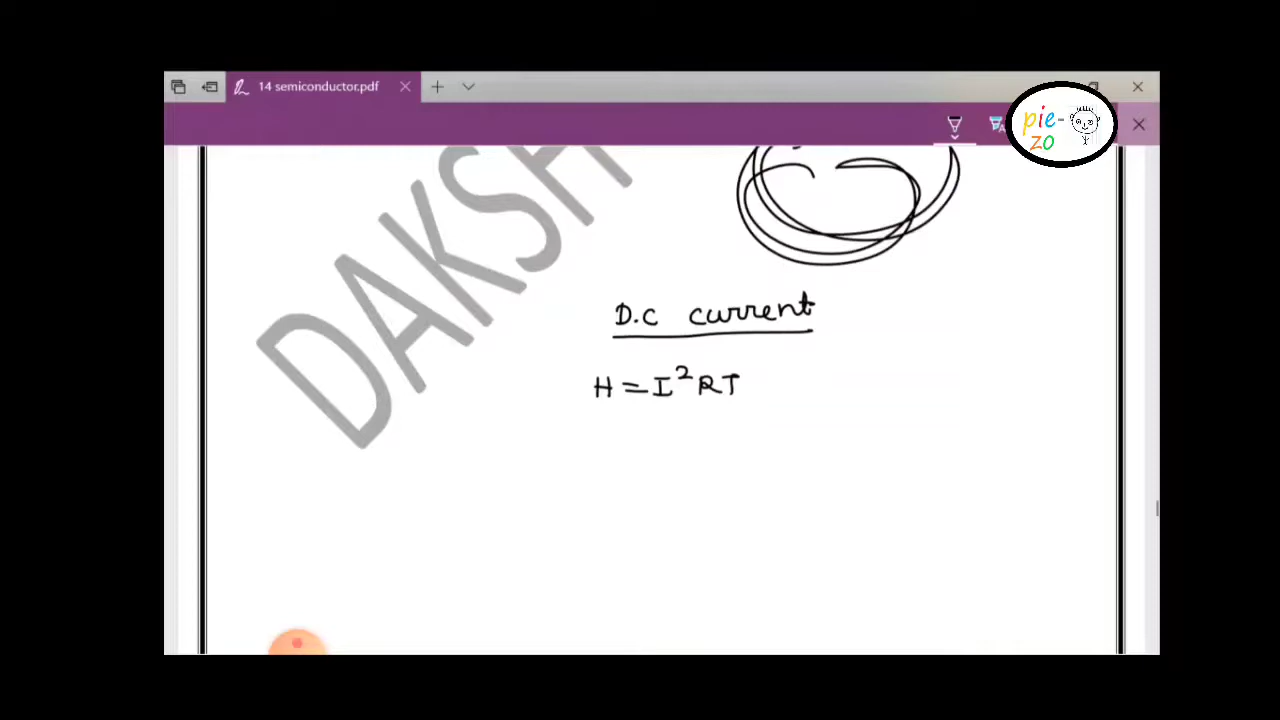 14 semiconductor.pdf
pie-
zo
DAKSH
D.C current
H = I²RT